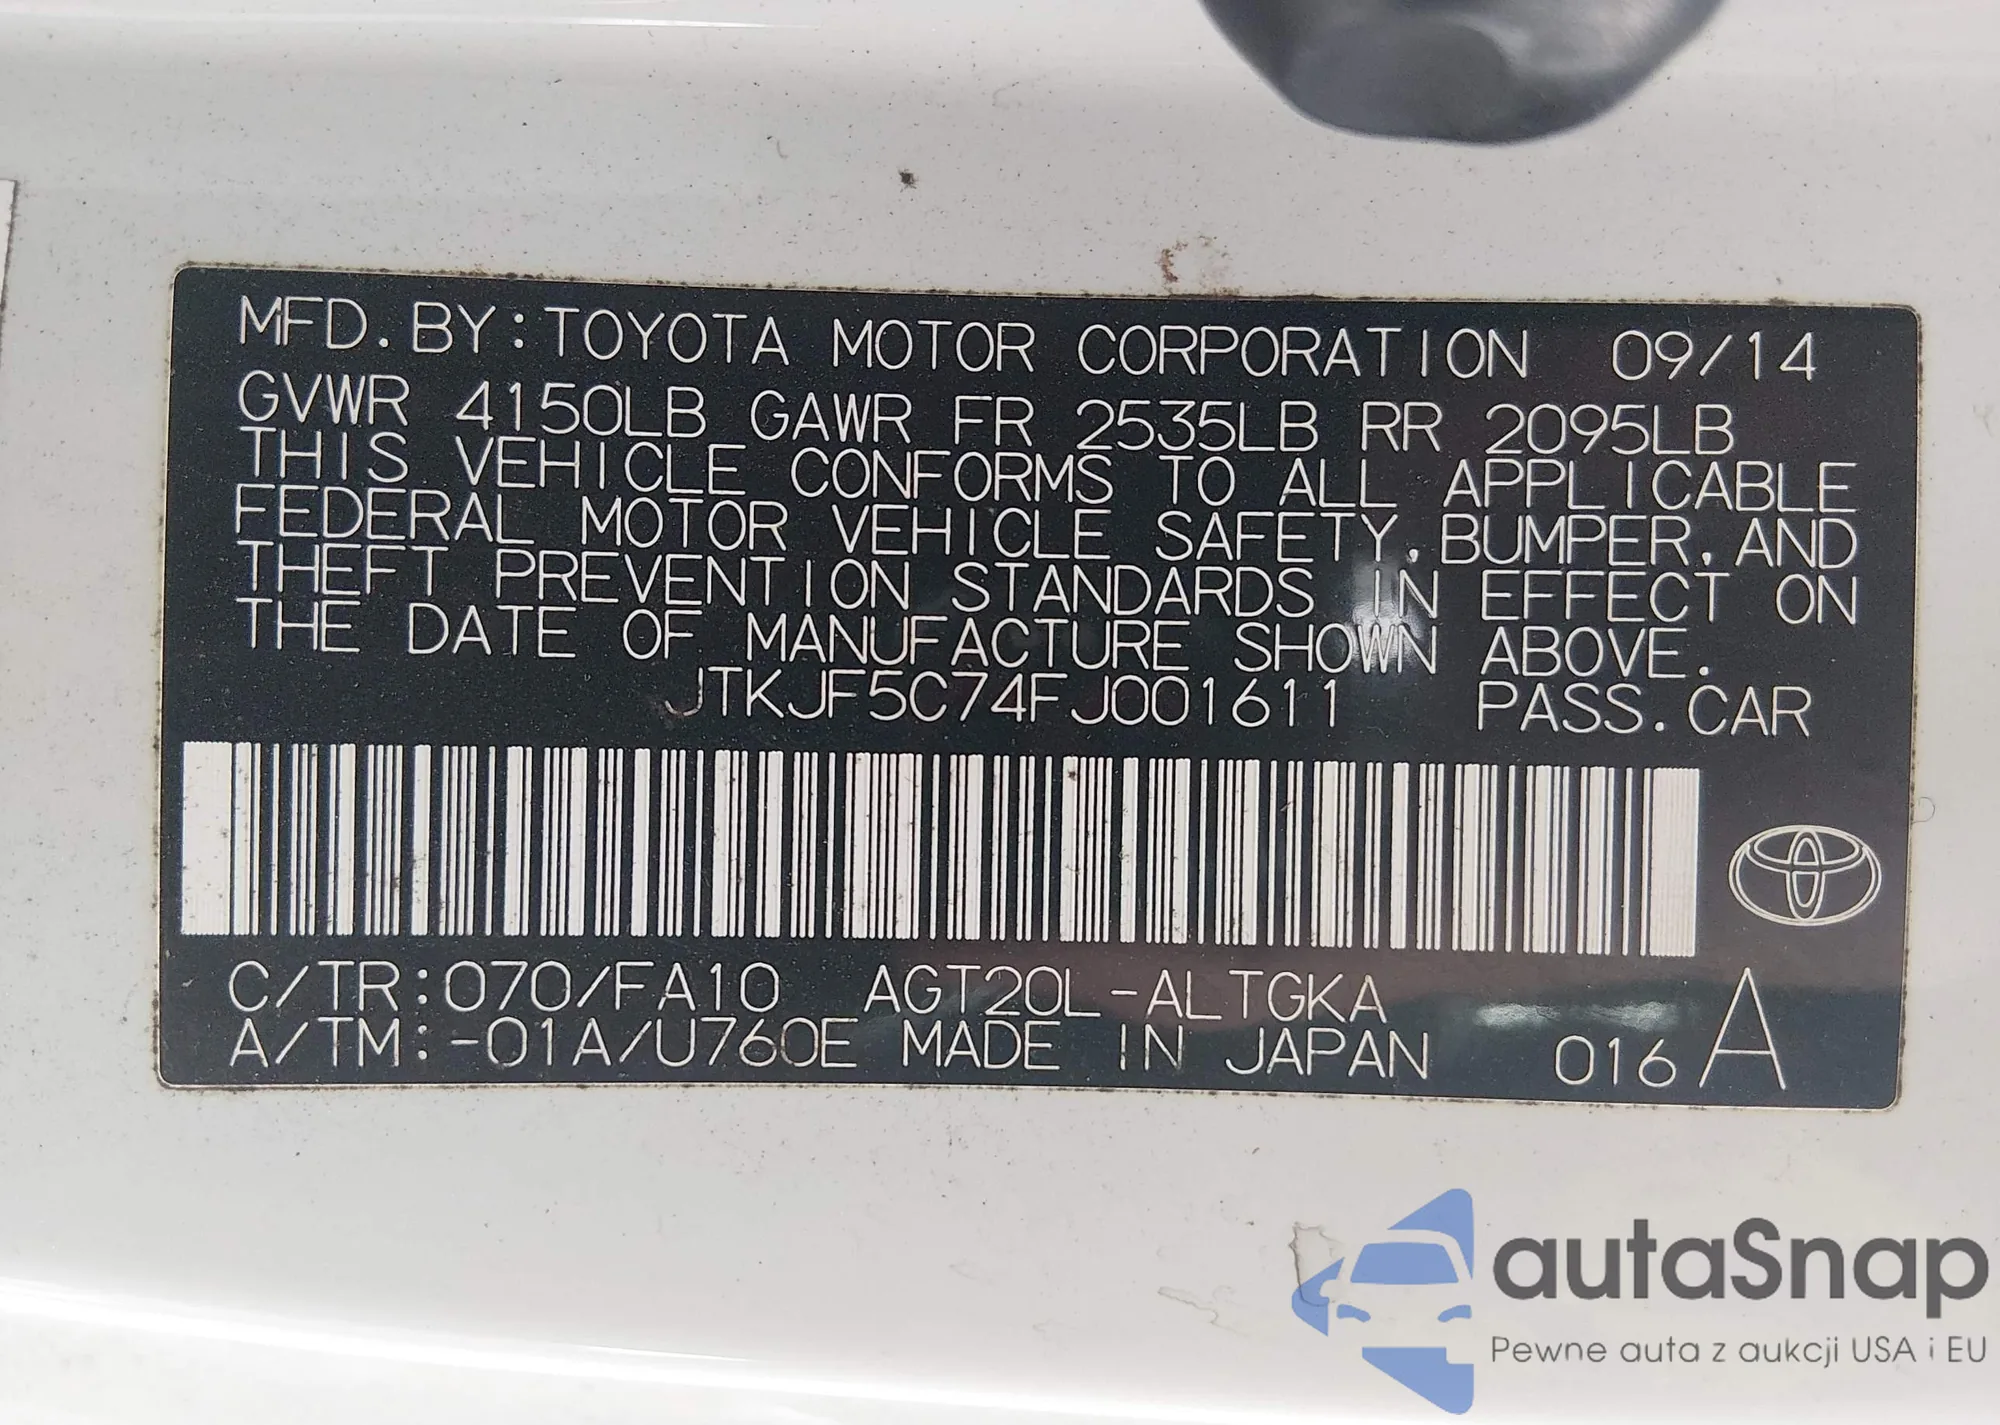 MFD. BY: TOYOTA MOTOR CORPORATION 09/14
GVWR 4150LB GAWR FR 2535LB RR 2095LB
THIS VEHICLE CONFORMS TO ALL APPLICABLE
FEDERAL MOTOR VEHICLE SAFETY, BUMPER, AND
THEFT PREVENTION STANDARDS IN EFFECT ON
THE DATE OF MANUFACTURE SHOWN ABOVE.
JTKJF5C74FJ001611 PASS. CAR
C/TR: 070/FA10 AGT20L-ALTGKA
A/TM: -01A/U760E MADE IN JAPAN 016 A
autaSnap
Pewne auta z aukcji USA i EU